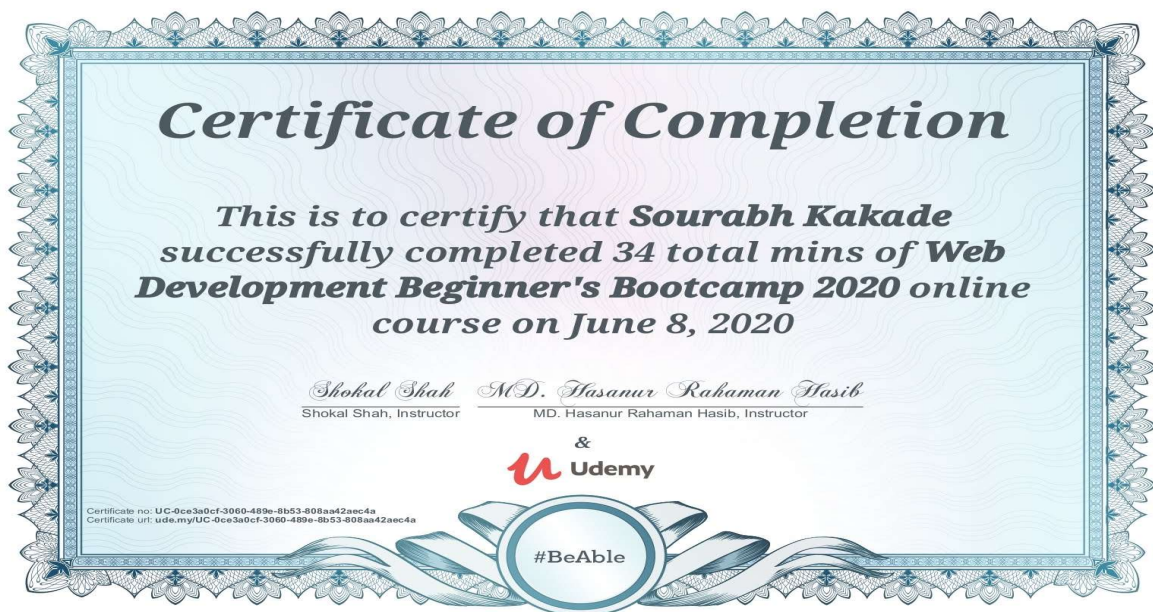 Certificate of Completion
This is to certify that Sourabh Kakade
successfully completed 34 total mins of Web
Development Beginner's Bootcamp 2020 online
course on June 8, 2020
Shokal Shah MD. Hasanur Rahaman Hasib
Shokal Shah, Instructor MD. Hasanur Rahaman Hasib, Instructor
&
Udemy
Certificate no: UC-0ce3a0cf-3060-489e-8b53-808aa42aec4a
Certificate url: ude.my/UC-0ce3a0cf-3060-489e-8b53-808aa42aec4a
#BeAble